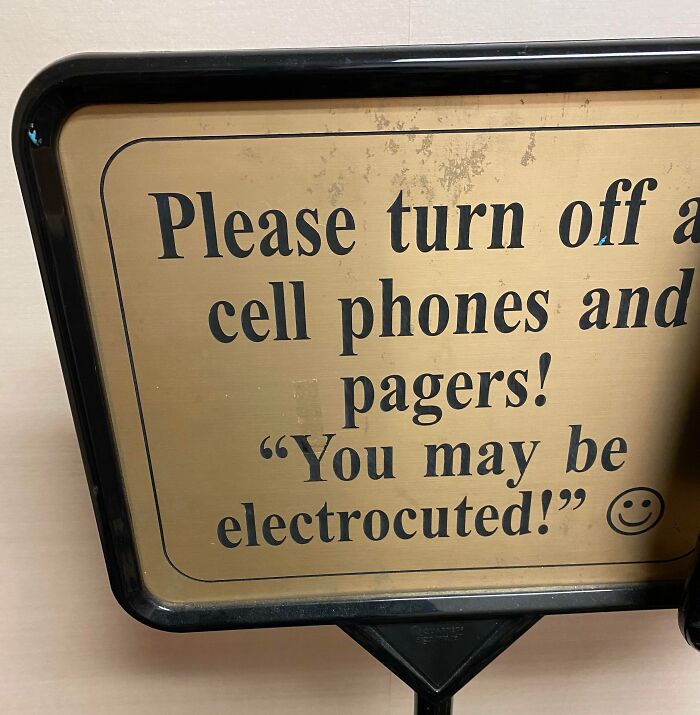 Please turn off a
cell phones and
pagers!
“You may be
electrocuted!”